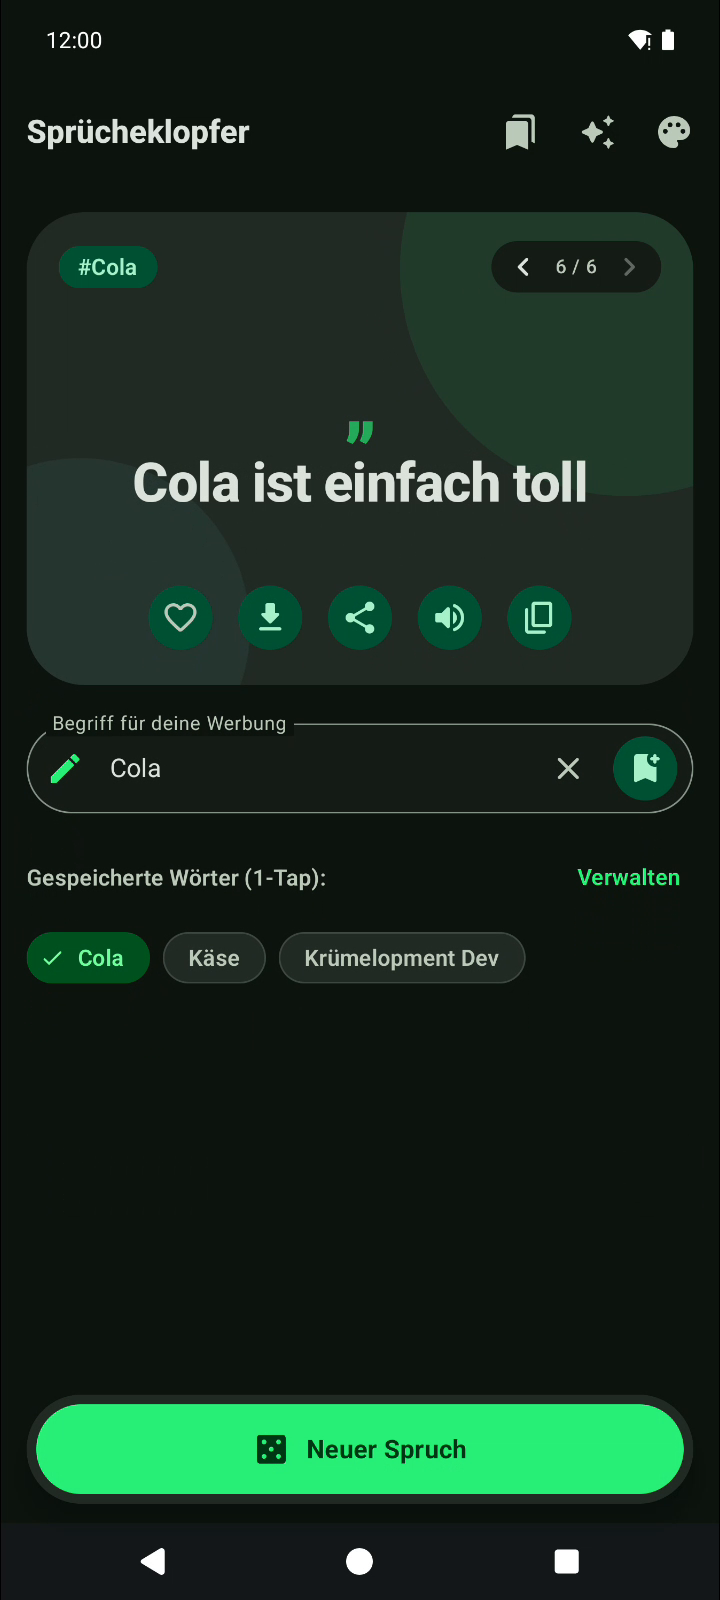 12:00
Sprücheklopfer
#Cola
6 / 6
”
Cola ist einfach toll
Begriff für deine Werbung
Cola
Gespeicherte Wörter (1-Tap):
Verwalten
Cola
Käse
Krümelopment Dev
Neuer Spruch